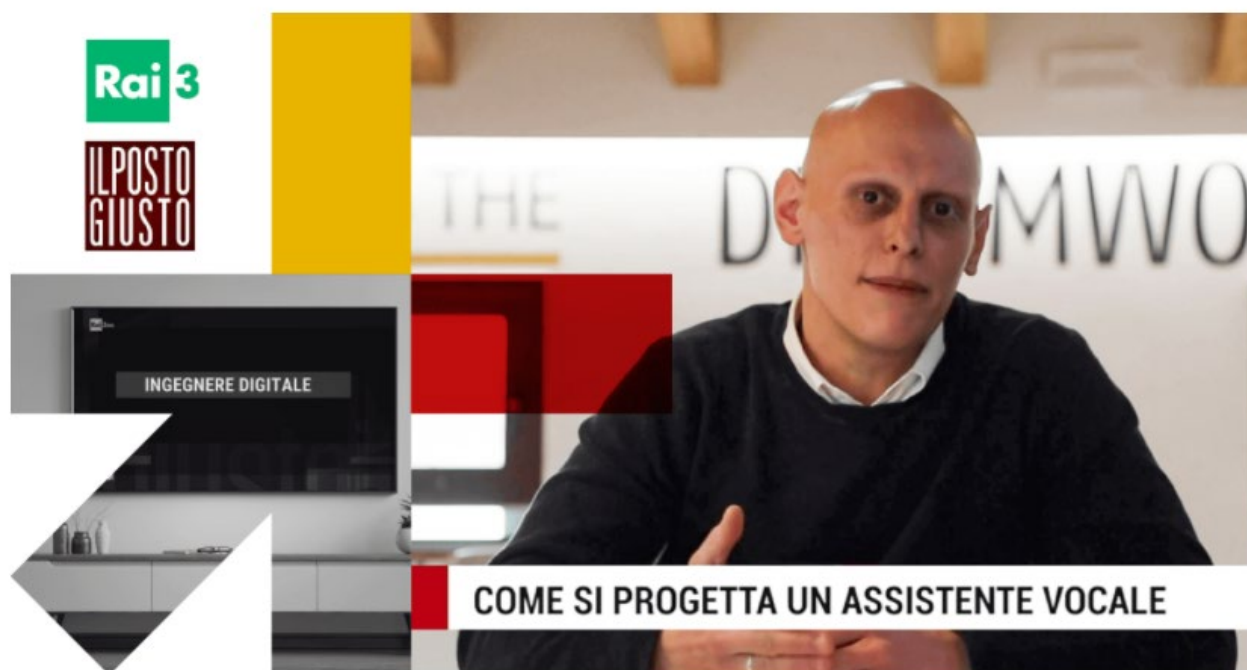 Rai 3
IL POSTO
GIUSTO
THE
INGEGNERE DIGITALE
COME SI PROGETTA UN ASSISTENTE VOCALE